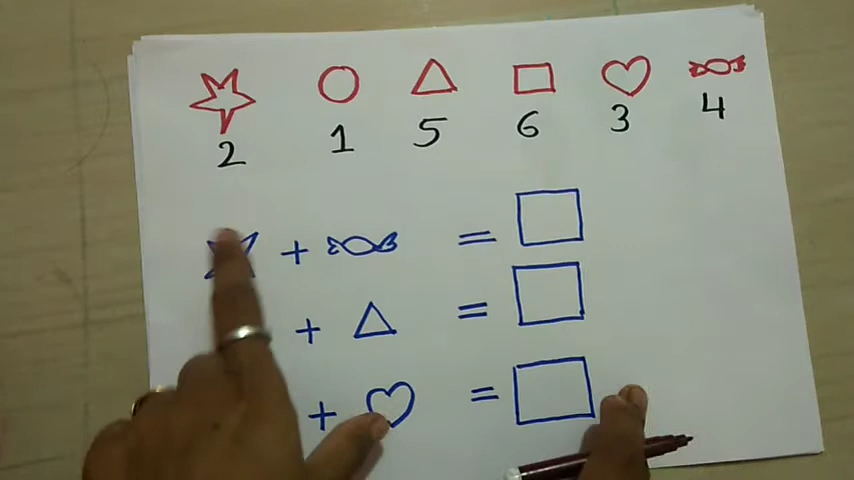 2 1 5 6 3 4
+ =
+ =
+ =